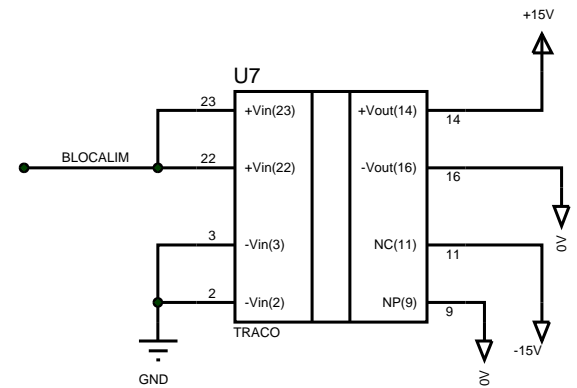 +15V
U7
23 +Vin(23) +Vout(14) 14
BLOCALIM 22 +Vin(22) -Vout(16) 16
0V
3 -Vin(3) NC(11) 11
2 -Vin(2) NP(9) 9
TRACO
-15V
GND
0V